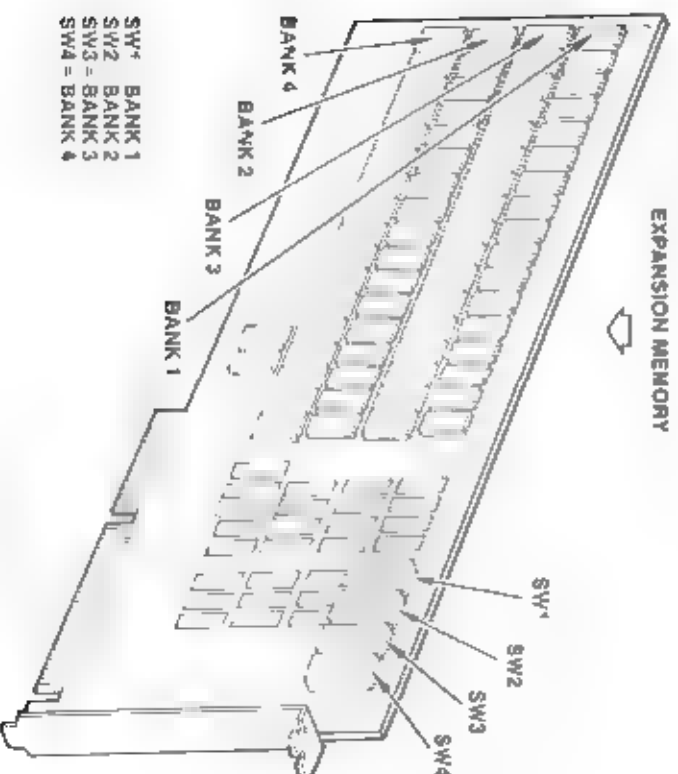 EXPANSION MEMORY
BANK 4
BANK 2
BANK 3
BANK 1
SW1
SW2
SW3
SW4
SW1 BANK 1
SW2 BANK 2
SW3 = BANK 3
SW4 = BANK 4